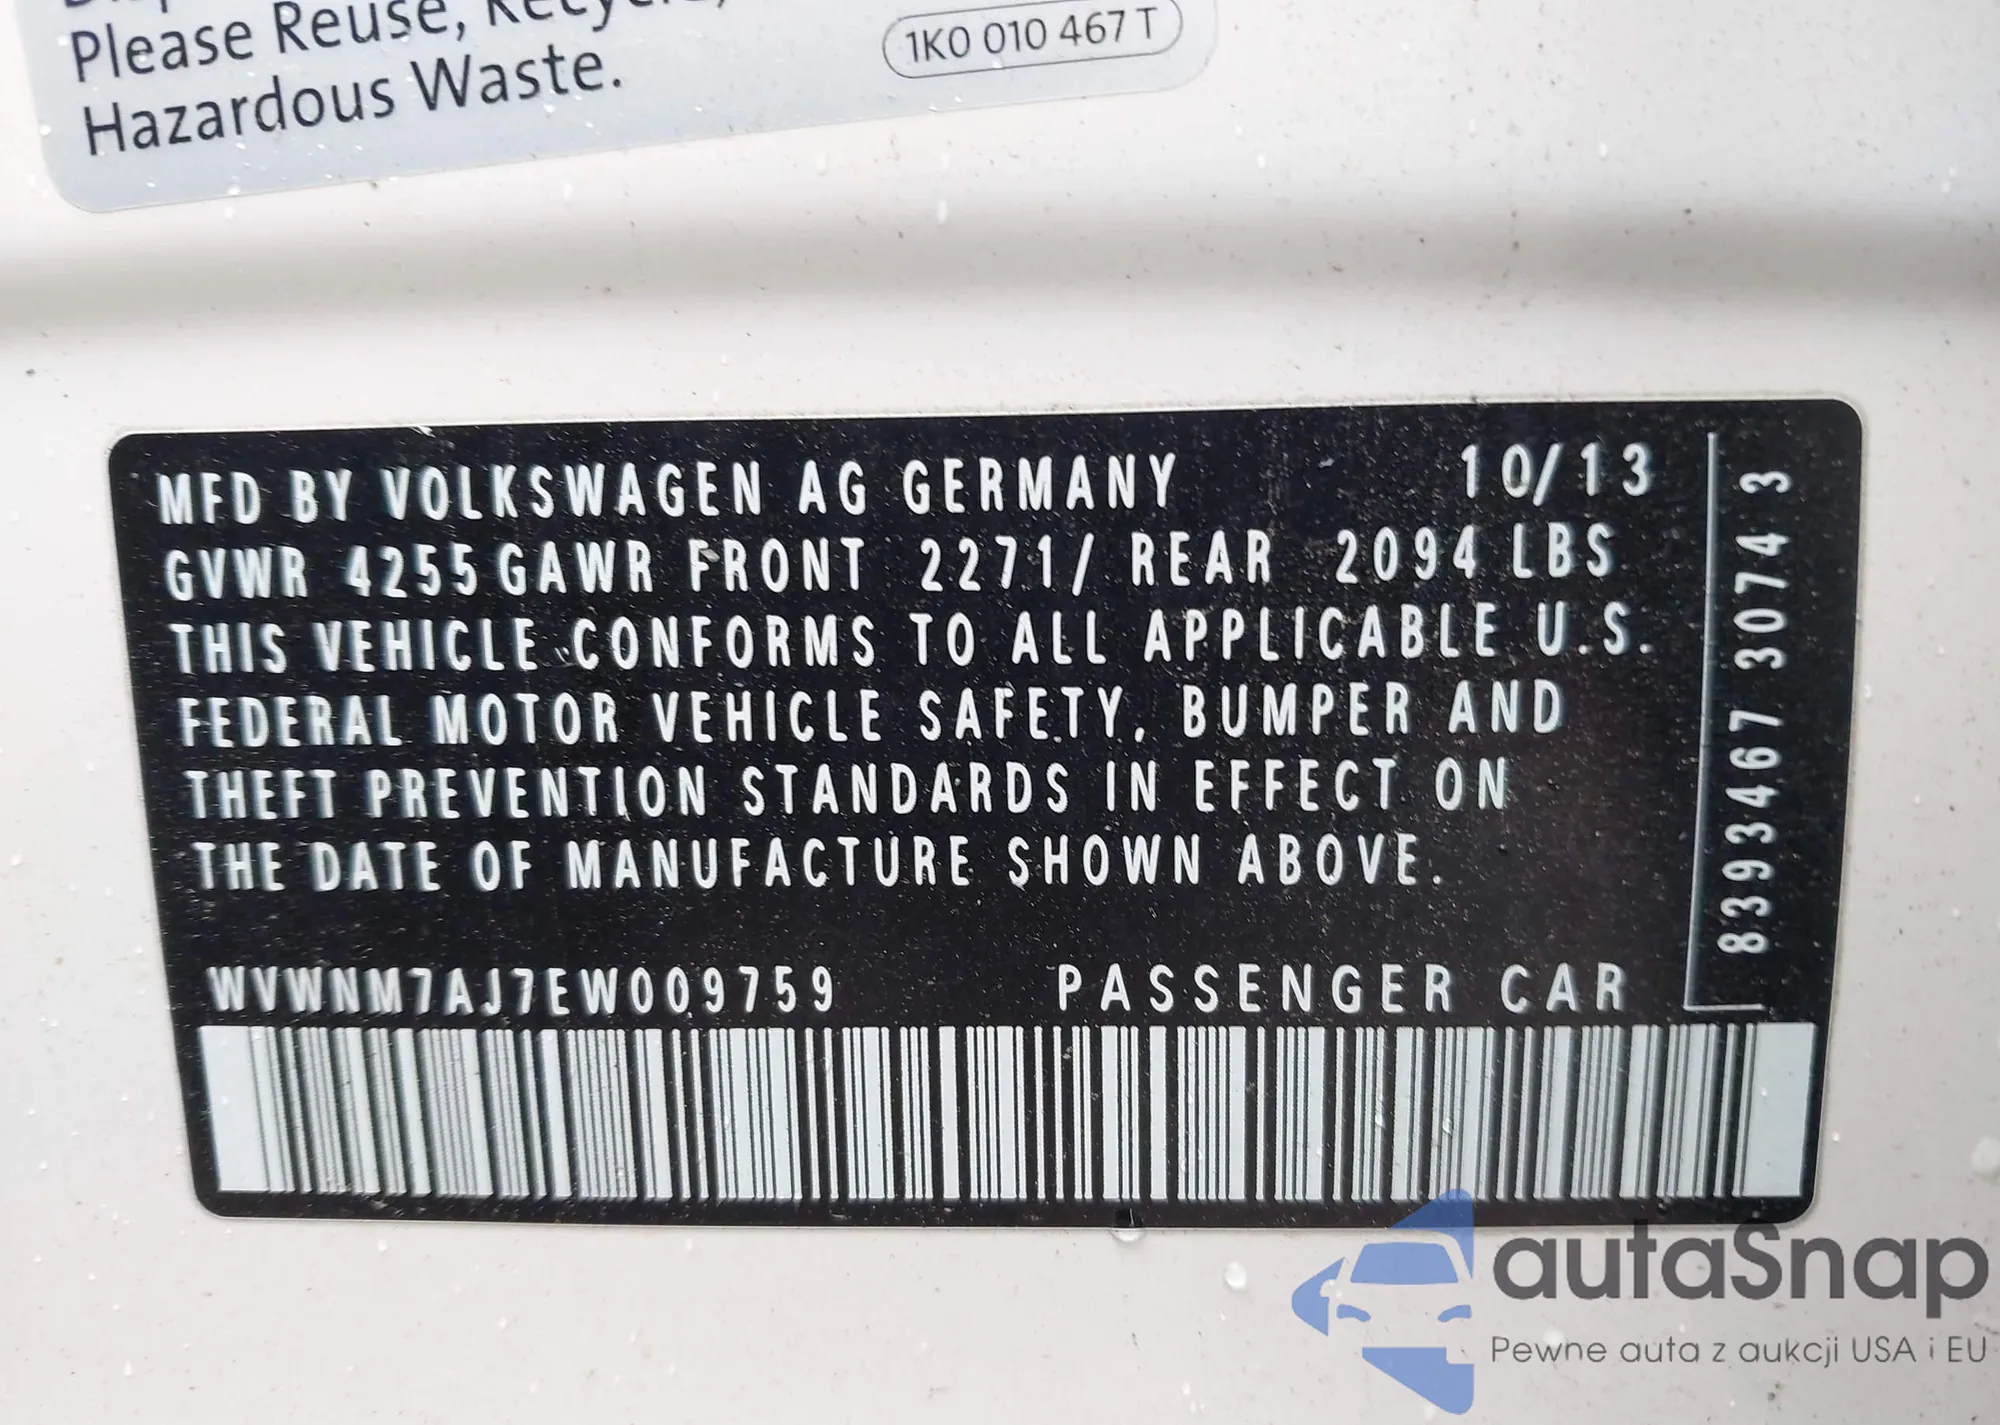 Please Reuse, Recycle,
Hazardous Waste.
1K0 010 467 T
MFD BY VOLKSWAGEN AG GERMANY 10/13
GVWR 4255 GAWR FRONT 2271/ REAR 2094 LBS
THIS VEHICLE CONFORMS TO ALL APPLICABLE U.S.
FEDERAL MOTOR VEHICLE SAFETY, BUMPER AND
THEFT PREVENTION STANDARDS IN EFFECT ON
THE DATE OF MANUFACTURE SHOWN ABOVE.
WVWNM7AJ7EW009759 PASSENGER CAR
8393467 3074 3
autaSnap
Pewne auta z aukcji USA i EU